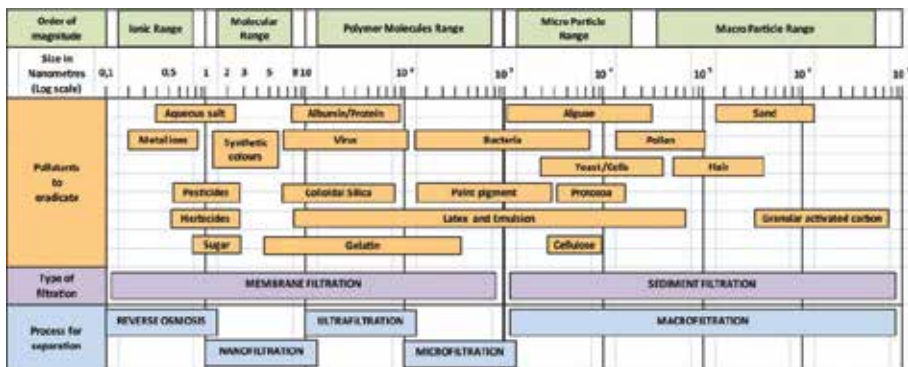 Order of magnitude
Ionic Range
Molecular Range
Polymer Molecules Range
Micro Particle Range
Macro Particle Range
Size in Nanometres (Log scale)
0,1 0,5 1 2 3 5 8 10
Pollutants to eradicate
Aqueous salt
Albumin/Protein
Alguae
Sand
Metal ions
Synthetic colours
Virus
Bacteria
Pollen
Yeast/Cells
Hair
Pesticides
Colloidal Silica
Paint pigment
Protozoa
Herbicides
Latex and Emulsion
Granular activated carbon
Sugar
Gelatin
Cellulose
Type of filtration
MEMBRANE FILTRATION
SEDIMENT FILTRATION
Process for separation
REVERSE OSMOSIS
ULTRAFILTRATION
MACROFILTRATION
NANOFILTRATION
MICROFILTRATION